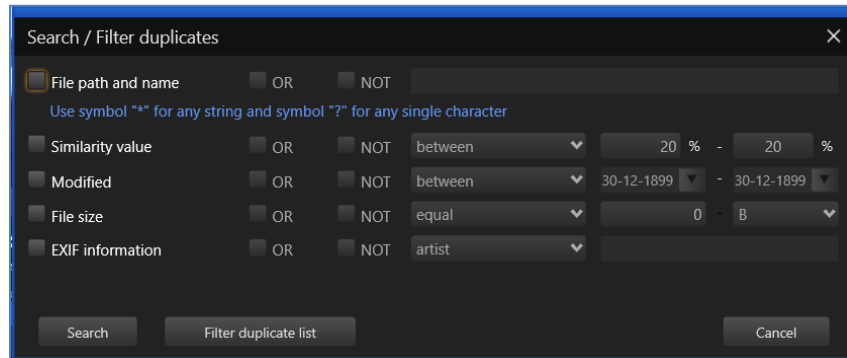 Search / Filter duplicates
File path and name OR NOT
Use symbol "*" for any string and symbol "?" for any single character
Similarity value OR NOT between 20 % - 20 %
Modified OR NOT between 30-12-1899 - 30-12-1899
File size OR NOT equal 0 - B
EXIF information OR NOT artist
Search Filter duplicate list Cancel